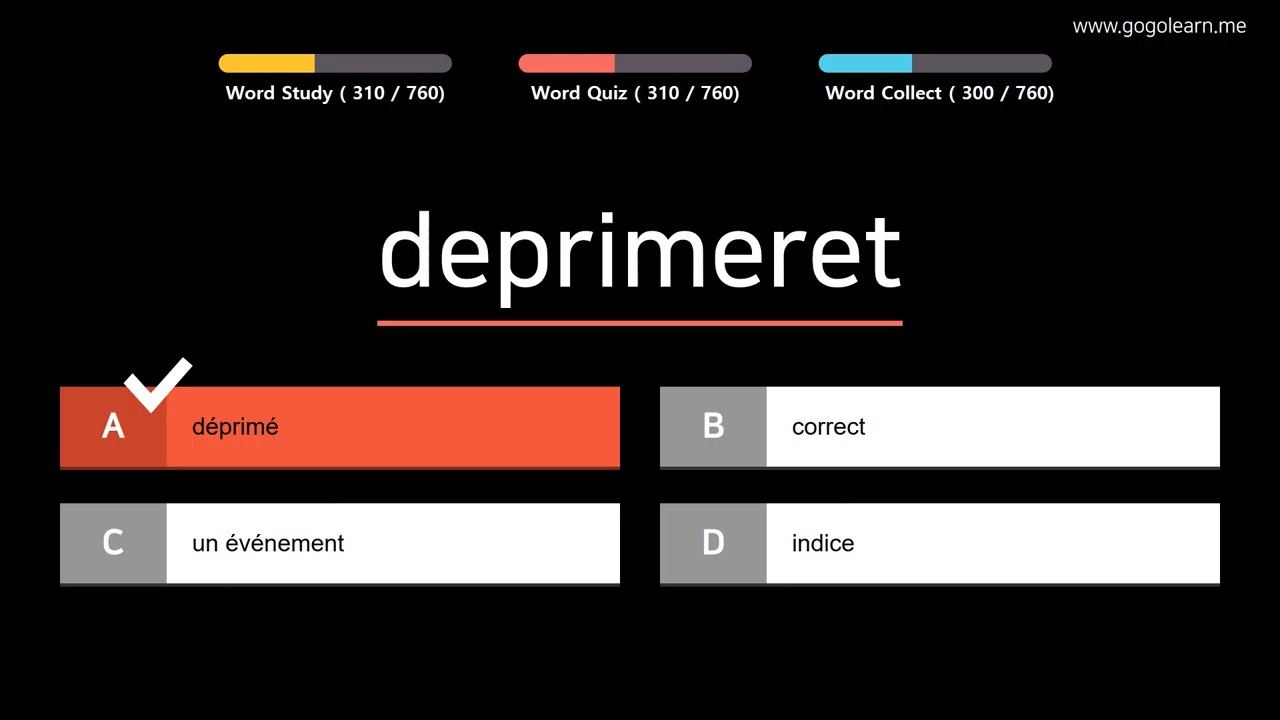 www.gogolearn.me
Word Study ( 310 / 760)
Word Quiz ( 310 / 760)
Word Collect ( 300 / 760)
deprimeret
A déprimé
B correct
C un événement
D indice